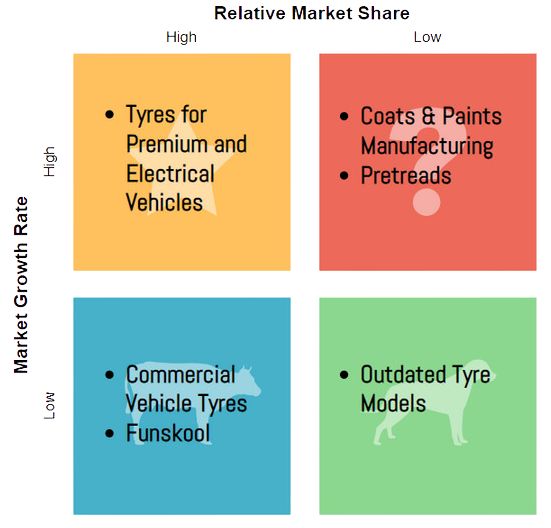 Relative Market Share
High
Low
Market Growth Rate
High
• Tyres for
Premium and
Electrical
Vehicles
• Coats & Paints
Manufacturing
• Pretreads
Low
• Commercial
Vehicle Tyres
• Funskool
• Outdated Tyre
Models